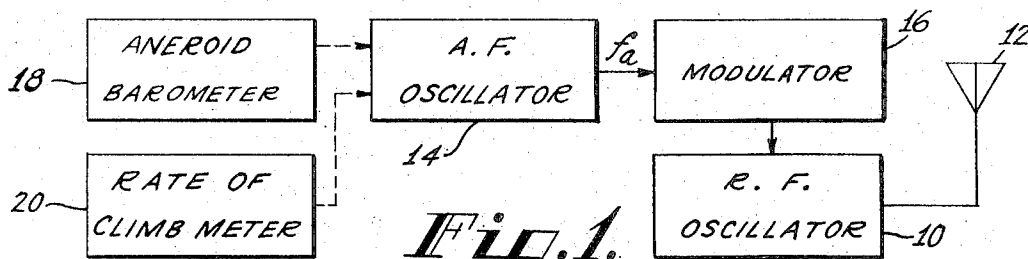 ANEROID
BAROMETER
18
A. F.
OSCILLATOR
14
fa
MODULATOR
16
12
RATE OF
CLIMB METER
20
R. F.
OSCILLATOR
10
Fig. 1.